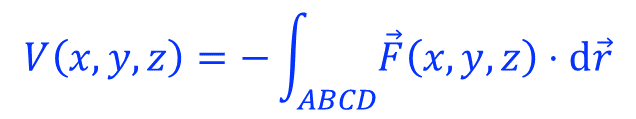 V(x, y, z) = −∫_{ABCD} F⃗(x, y, z) · dr⃗